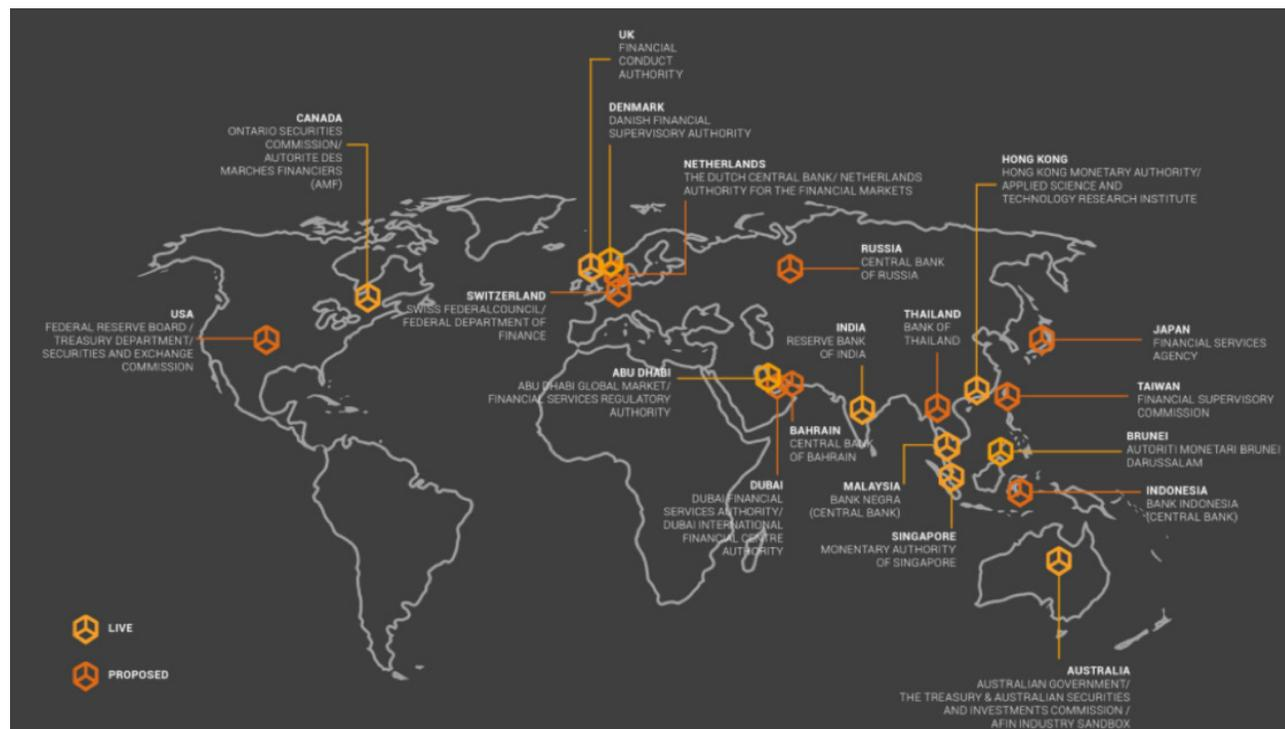 UK
FINANCIAL
CONDUCT
AUTHORITY
DENMARK
DANISH FINANCIAL
SUPERVISORY AUTHORITY
CANADA
ONTARIO SECURITIES
COMMISSION/
AUTORITE DES
MARCHES FINANCIERS
(AMF)
NETHERLANDS
THE DUTCH CENTRAL BANK/ NETHERLANDS
AUTHORITY FOR THE FINANCIAL MARKETS
HONG KONG
HONG KONG MONETARY AUTHORITY/
APPLIED SCIENCE AND
TECHNOLOGY RESEARCH INSTITUTE
RUSSIA
CENTRAL BANK
OF RUSSIA
SWITZERLAND
SWISS FEDERALCOUNCIL/
FEDERAL DEPARTMENT OF
FINANCE
USA
FEDERAL RESERVE BOARD /
TREASURY DEPARTMENT/
SECURITIES AND EXCHANGE
COMMISSION
INDIA
RESERVE BANK
OF INDIA
THAILAND
BANK OF
THAILAND
JAPAN
FINANCIAL SERVICES
AGENCY
ABU DHABI
ABU DHABI GLOBAL MARKET/
FINANCIAL SERVICES REGULATORY
AUTHORITY
TAIWAN
FINANCIAL SUPERVISORY
COMMISSION
BAHRAIN
CENTRAL BANK
OF BAHRAIN
BRUNEI
AUTORITI MONETARI BRUNEI
DARUSSALAM
DUBAI
DUBAI FINANCIAL
SERVICES AUTHORITY/
DUBAI INTERNATIONAL
FINANCIAL CENTRE
AUTHORITY
MALAYSIA
BANK NEGRA
(CENTRAL BANK)
INDONESIA
BANK INDONESIA
(CENTRAL BANK)
SINGAPORE
MONENTARY AUTHORITY
OF SINGAPORE
LIVE
PROPOSED
AUSTRALIA
AUSTRALIAN GOVERNMENT/
THE TREASURY & AUSTRALIAN SECURITIES
AND INVESTMENTS COMMISSION /
AFIN INDUSTRY SANDBOX